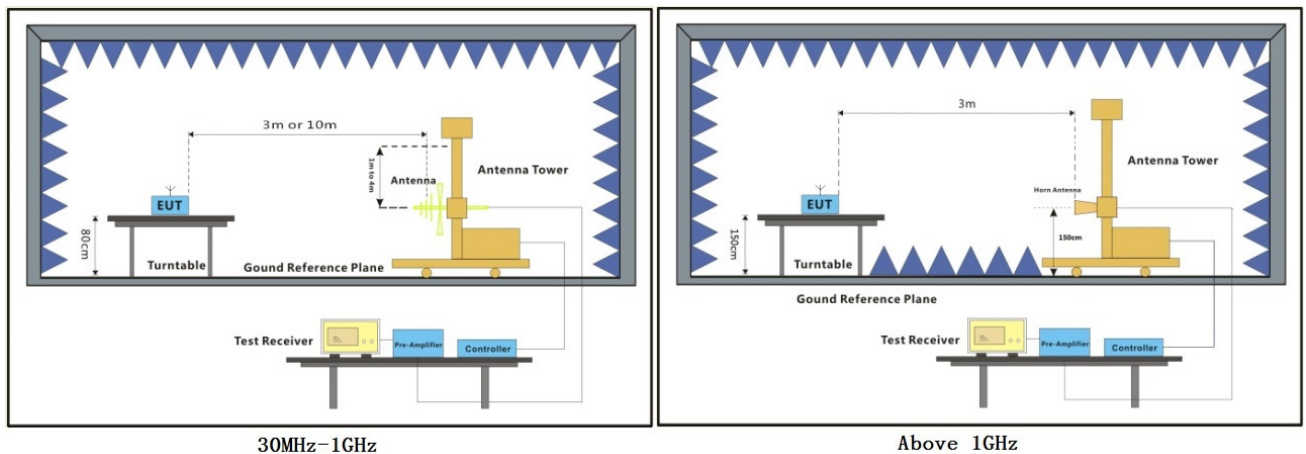 3m or 10m
1m to 4m
Antenna
Antenna Tower
EUT
80cm
Turntable
Gound Reference Plane
Test Receiver
Pre-Amplifier
Controller
30MHz-1GHz
3m
Antenna Tower
Horn Antenna
EUT
150cm
150cm
Turntable
Gound Reference Plane
Test Receiver
Pre-Amplifier
Controller
Above 1GHz